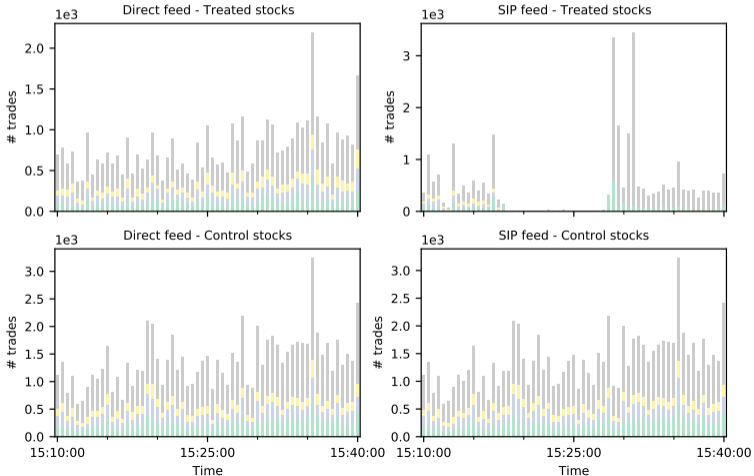 Direct feed - Treated stocks
1e3
# trades
2.0
1.5
1.0
0.5
0.0
SIP feed - Treated stocks
1e3
# trades
3
2
1
0
Direct feed - Control stocks
1e3
# trades
3.0
2.5
2.0
1.5
1.0
0.5
0.0
15:10:00 15:25:00 15:40:00
Time
SIP feed - Control stocks
1e3
# trades
3.0
2.5
2.0
1.5
1.0
0.5
0.0
15:10:00 15:25:00 15:40:00
Time